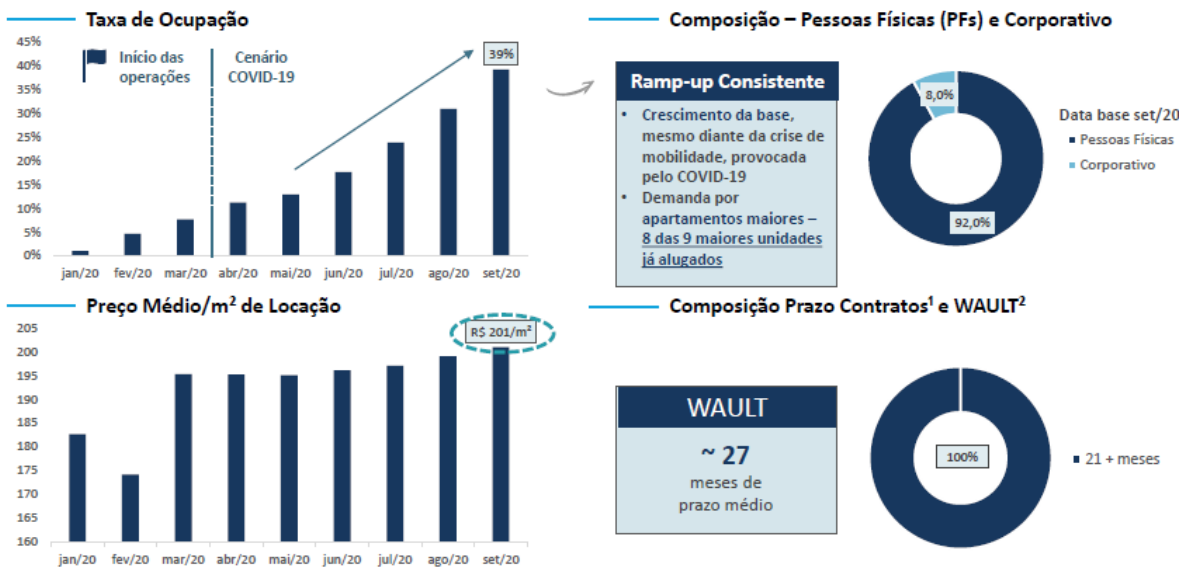 Taxa de Ocupação
45%
40%
35%
30%
25%
20%
15%
10%
5%
0%
Início das
operações
Cenário
COVID-19
39%
jan/20 fev/20 mar/20 abr/20 mai/20 jun/20 jul/20 ago/20 set/20
Composição – Pessoas Físicas (PFs) e Corporativo
Ramp-up Consistente
• Crescimento da base,
mesmo diante da crise de
mobilidade, provocada
pelo COVID-19
• Demanda por
apartamentos maiores –
8 das 9 maiores unidades
já alugados
8,0%
92,0%
Data base set/20
Pessoas Físicas
Corporativo
Preço Médio/m² de Locação
205
200
195
190
185
180
175
170
165
160
R$ 201/m²
jan/20 fev/20 mar/20 abr/20 mai/20 jun/20 jul/20 ago/20 set/20
Composição Prazo Contratos¹ e WAULT²
WAULT
~ 27
meses de
prazo médio
100%
21 + meses